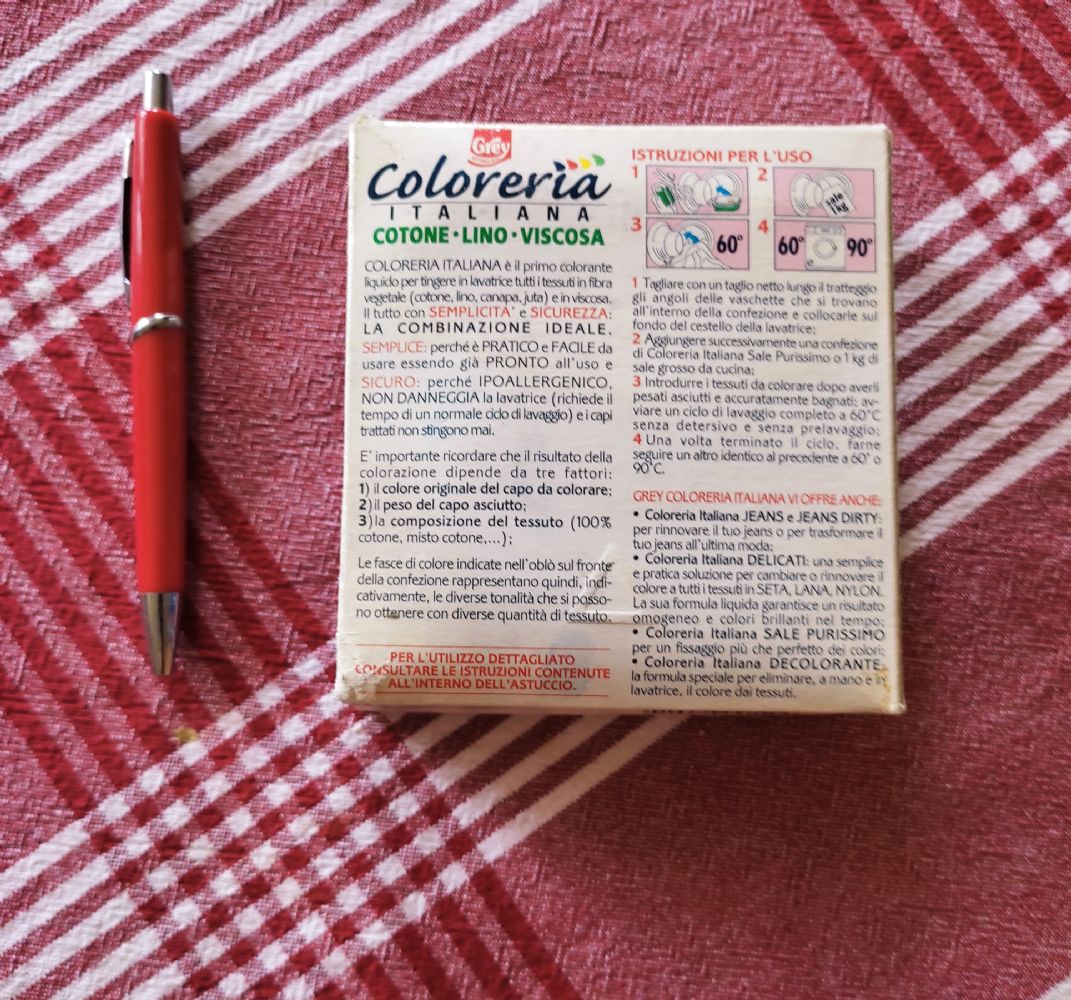 Grey
Coloreria
ITALIANA
COTONE · LINO · VISCOSA
COLORERIA ITALIANA è il primo colorante
liquido per tingere in lavatrice tutti i tessuti in fibra
vegetale (cotone, lino, canapa, juta) e in viscosa.
Il tutto con SEMPLICITA' e SICUREZZA:
LA COMBINAZIONE IDEALE.
SEMPLICE: perché è PRATICO e FACILE da
usare essendo già PRONTO all'uso e
SICURO: perché IPOALLERGENICO,
NON DANNEGGIA la lavatrice (richiede il
tempo di un normale ciclo di lavaggio) e i capi
trattati non stingono mai.
E' importante ricordare che il risultato della
colorazione dipende da tre fattori:
1) il colore originale del capo da colorare;
2) il peso del capo asciutto;
3) la composizione del tessuto (100%
cotone, misto cotone,...);
Le fasce di colore indicate nell'oblò sul fronte
della confezione rappresentano quindi, indi-
cativamente, le diverse tonalità che si posso-
no ottenere con diverse quantità di tessuto.
PER L'UTILIZZO DETTAGLIATO
CONSULTARE LE ISTRUZIONI CONTENUTE
ALL'INTERNO DELL'ASTUCCIO.
ISTRUZIONI PER L'USO
1 2
sale
1kg
3 60° 4 60° 90°
1 Tagliare con un taglio netto lungo il tratteggio
gli angoli delle vaschette che si trovano
all'interno della confezione e collocarle sul
fondo del cestello della lavatrice;
2 Aggiungere successivamente una confezione
di Coloreria Italiana Sale Purissimo o 1 kg di
sale grosso da cucina;
3 Introdurre i tessuti da colorare dopo averli
pesati asciutti e accuratamente bagnati; av-
viare un ciclo di lavaggio completo a 60°C
senza detersivo e senza prelavaggio;
4 Una volta terminato il ciclo, farne
seguire un altro identico al precedente a 60° o
90°C.
GREY COLORERIA ITALIANA VI OFFRE ANCHE:
• Coloreria Italiana JEANS e JEANS DIRTY:
per rinnovare il tuo jeans o per trasformare il
tuo jeans all'ultima moda;
• Coloreria Italiana DELICATI: una semplice
e pratica soluzione per cambiare o rinnovare il
colore a tutti i tessuti in SETA, LANA, NYLON.
La sua formula liquida garantisce un risultato
omogeneo e colori brillanti nel tempo;
• Coloreria Italiana SALE PURISSIMO
per un fissaggio più che perfetto dei colori;
• Coloreria Italiana DECOLORANTE:
la formula speciale per eliminare, a mano e in
lavatrice, il colore dai tessuti.